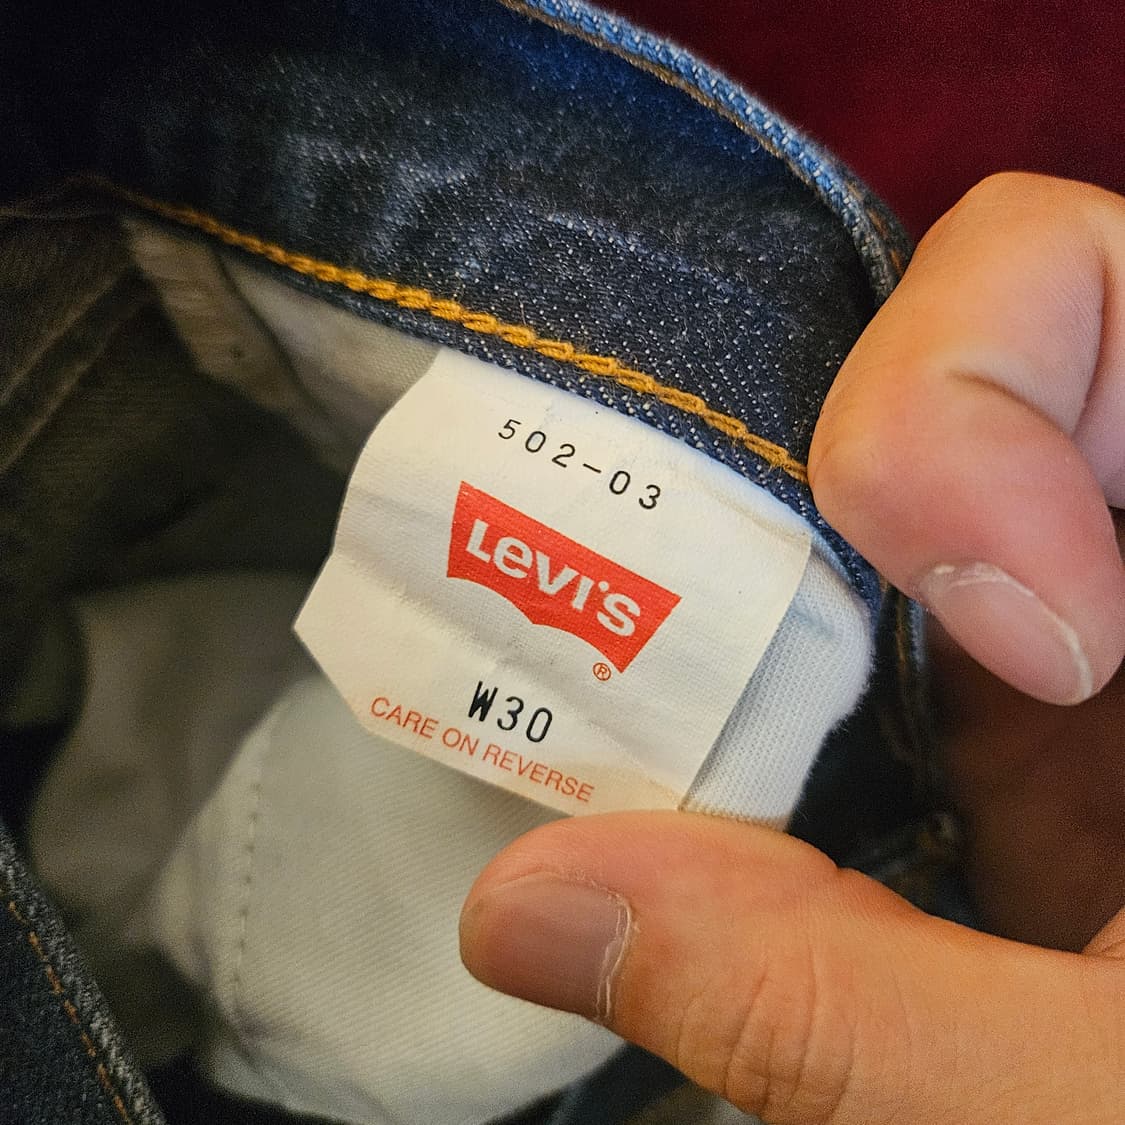 502-03
Levi's
®
W30
CARE ON REVERSE